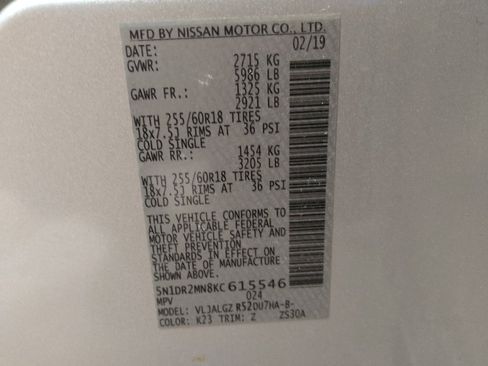 MFD BY NISSAN MOTOR CO., LTD.
DATE: 02/19
GVWR: 2715 KG
5986 LB
GAWR FR.: 1325 KG
2921 LB
WITH 255/60R18 TIRES
18x7.5J RIMS AT 36 PSI
COLD SINGLE
GAWR RR.: 1454 KG
3205 LB
WITH 255/60R18 TIRES
18x7.5J RIMS AT 36 PSI
COLD SINGLE
THIS VEHICLE CONFORMS TO
ALL APPLICABLE FEDERAL
MOTOR VEHICLE SAFETY AND
THEFT PREVENTION
STANDARDS IN EFFECT ON
THE DATE OF MANUFACTURE
SHOWN ABOVE.
5N1DR2MN8KC615546
MPV 024
MODEL: VLJALGZ R520U7HA-B-
COLOR: K23 TRIM: Z ZS30A